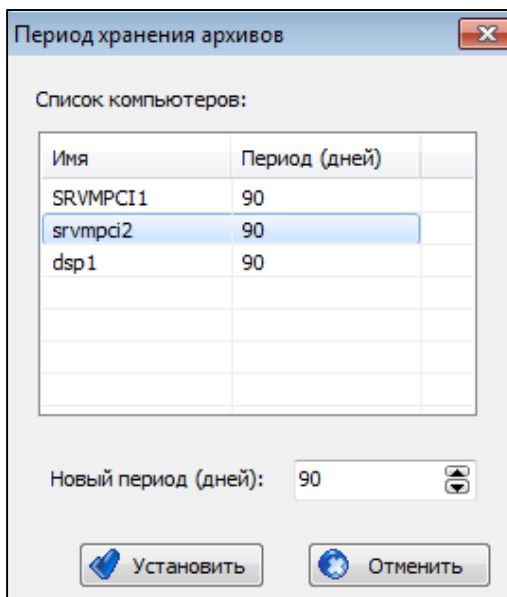 Период хранения архивов
Список компьютеров:
Имя Период (дней)
SRVMPCI1 90
srvmpci2 90
dsp1 90
Новый период (дней): 90
Установить Отменить